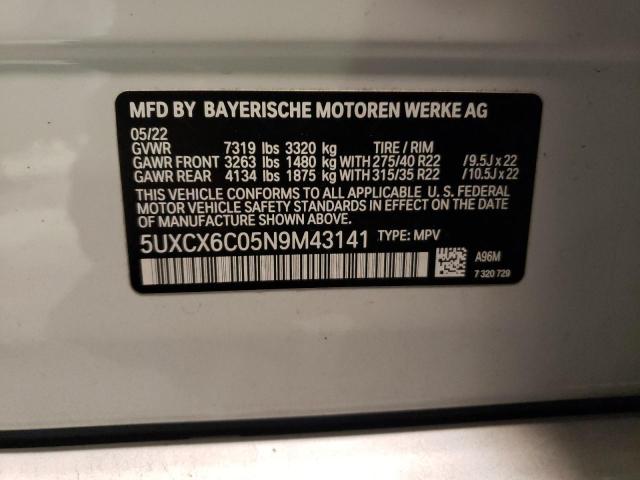 MFD BY BAYERISCHE MOTOREN WERKE AG
05/22
GVWR 7319 lbs 3320 kg TIRE / RIM
GAWR FRONT 3263 lbs 1480 kg WITH 275/40 R22 /9.5J x 22
GAWR REAR 4134 lbs 1875 kg WITH 315/35 R22 /10.5J x 22
THIS VEHICLE CONFORMS TO ALL APPLICABLE U.S. FEDERAL
MOTOR VEHICLE SAFETY STANDARDS IN EFFECT ON THE DATE
OF MANUFACTURE SHOWN ABOVE.
5UXCX6C05N9M43141 TYPE: MPV
A96M
7 320 729